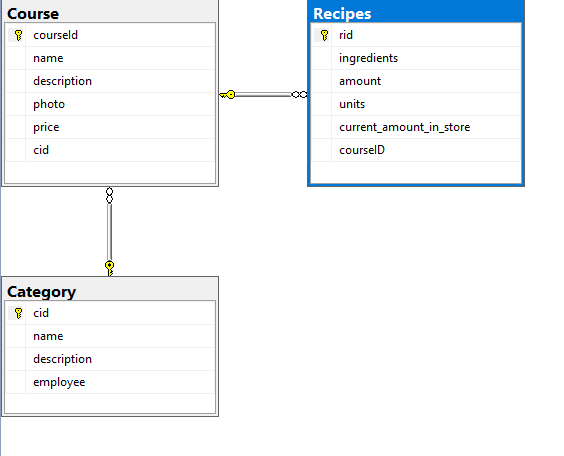 Course
courseId
name
description
photo
price
cid
Recipes
rid
ingredients
amount
units
current_amount_in_store
courseID
Category
cid
name
description
employee